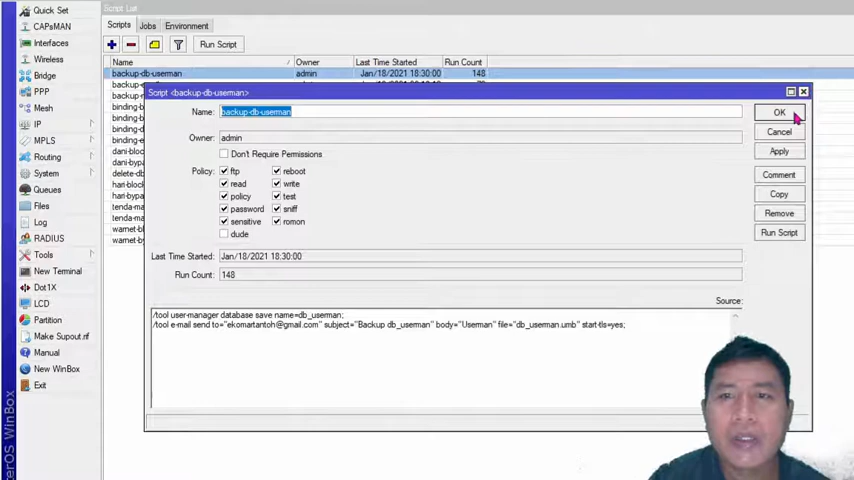 Script List
Quick Set
CAPsMAN
Interfaces
Wireless
Bridge
PPP
Mesh
IP
MPLS
Routing
System
Queues
Files
Log
RADIUS
Tools
New Terminal
Dot1X
LCD
Partition
Make Supout.rif
Manual
New WinBox
Exit
Scripts Jobs Environment
Run Script
Name Owner Last Time Started Run Count
backup-db-userman admin Jan/18/2021 18:30:00 148
Script <backup-db-userman>
Name: backup-db-userman
Owner: admin
Don't Require Permissions
Policy: ftp reboot
read write
policy test
password sniff
sensitive romon
dude
Last Time Started: Jan/18/2021 18:30:00
Run Count: 148
Source:
/tool user-manager database save name=db_userman;
/tool e-mail send to="ekomartantoh@gmail.com" subject="Backup db_userman" body="Userman" file="db_userman.umb" start-tls=yes;
OK
Cancel
Apply
Comment
Copy
Remove
Run Script